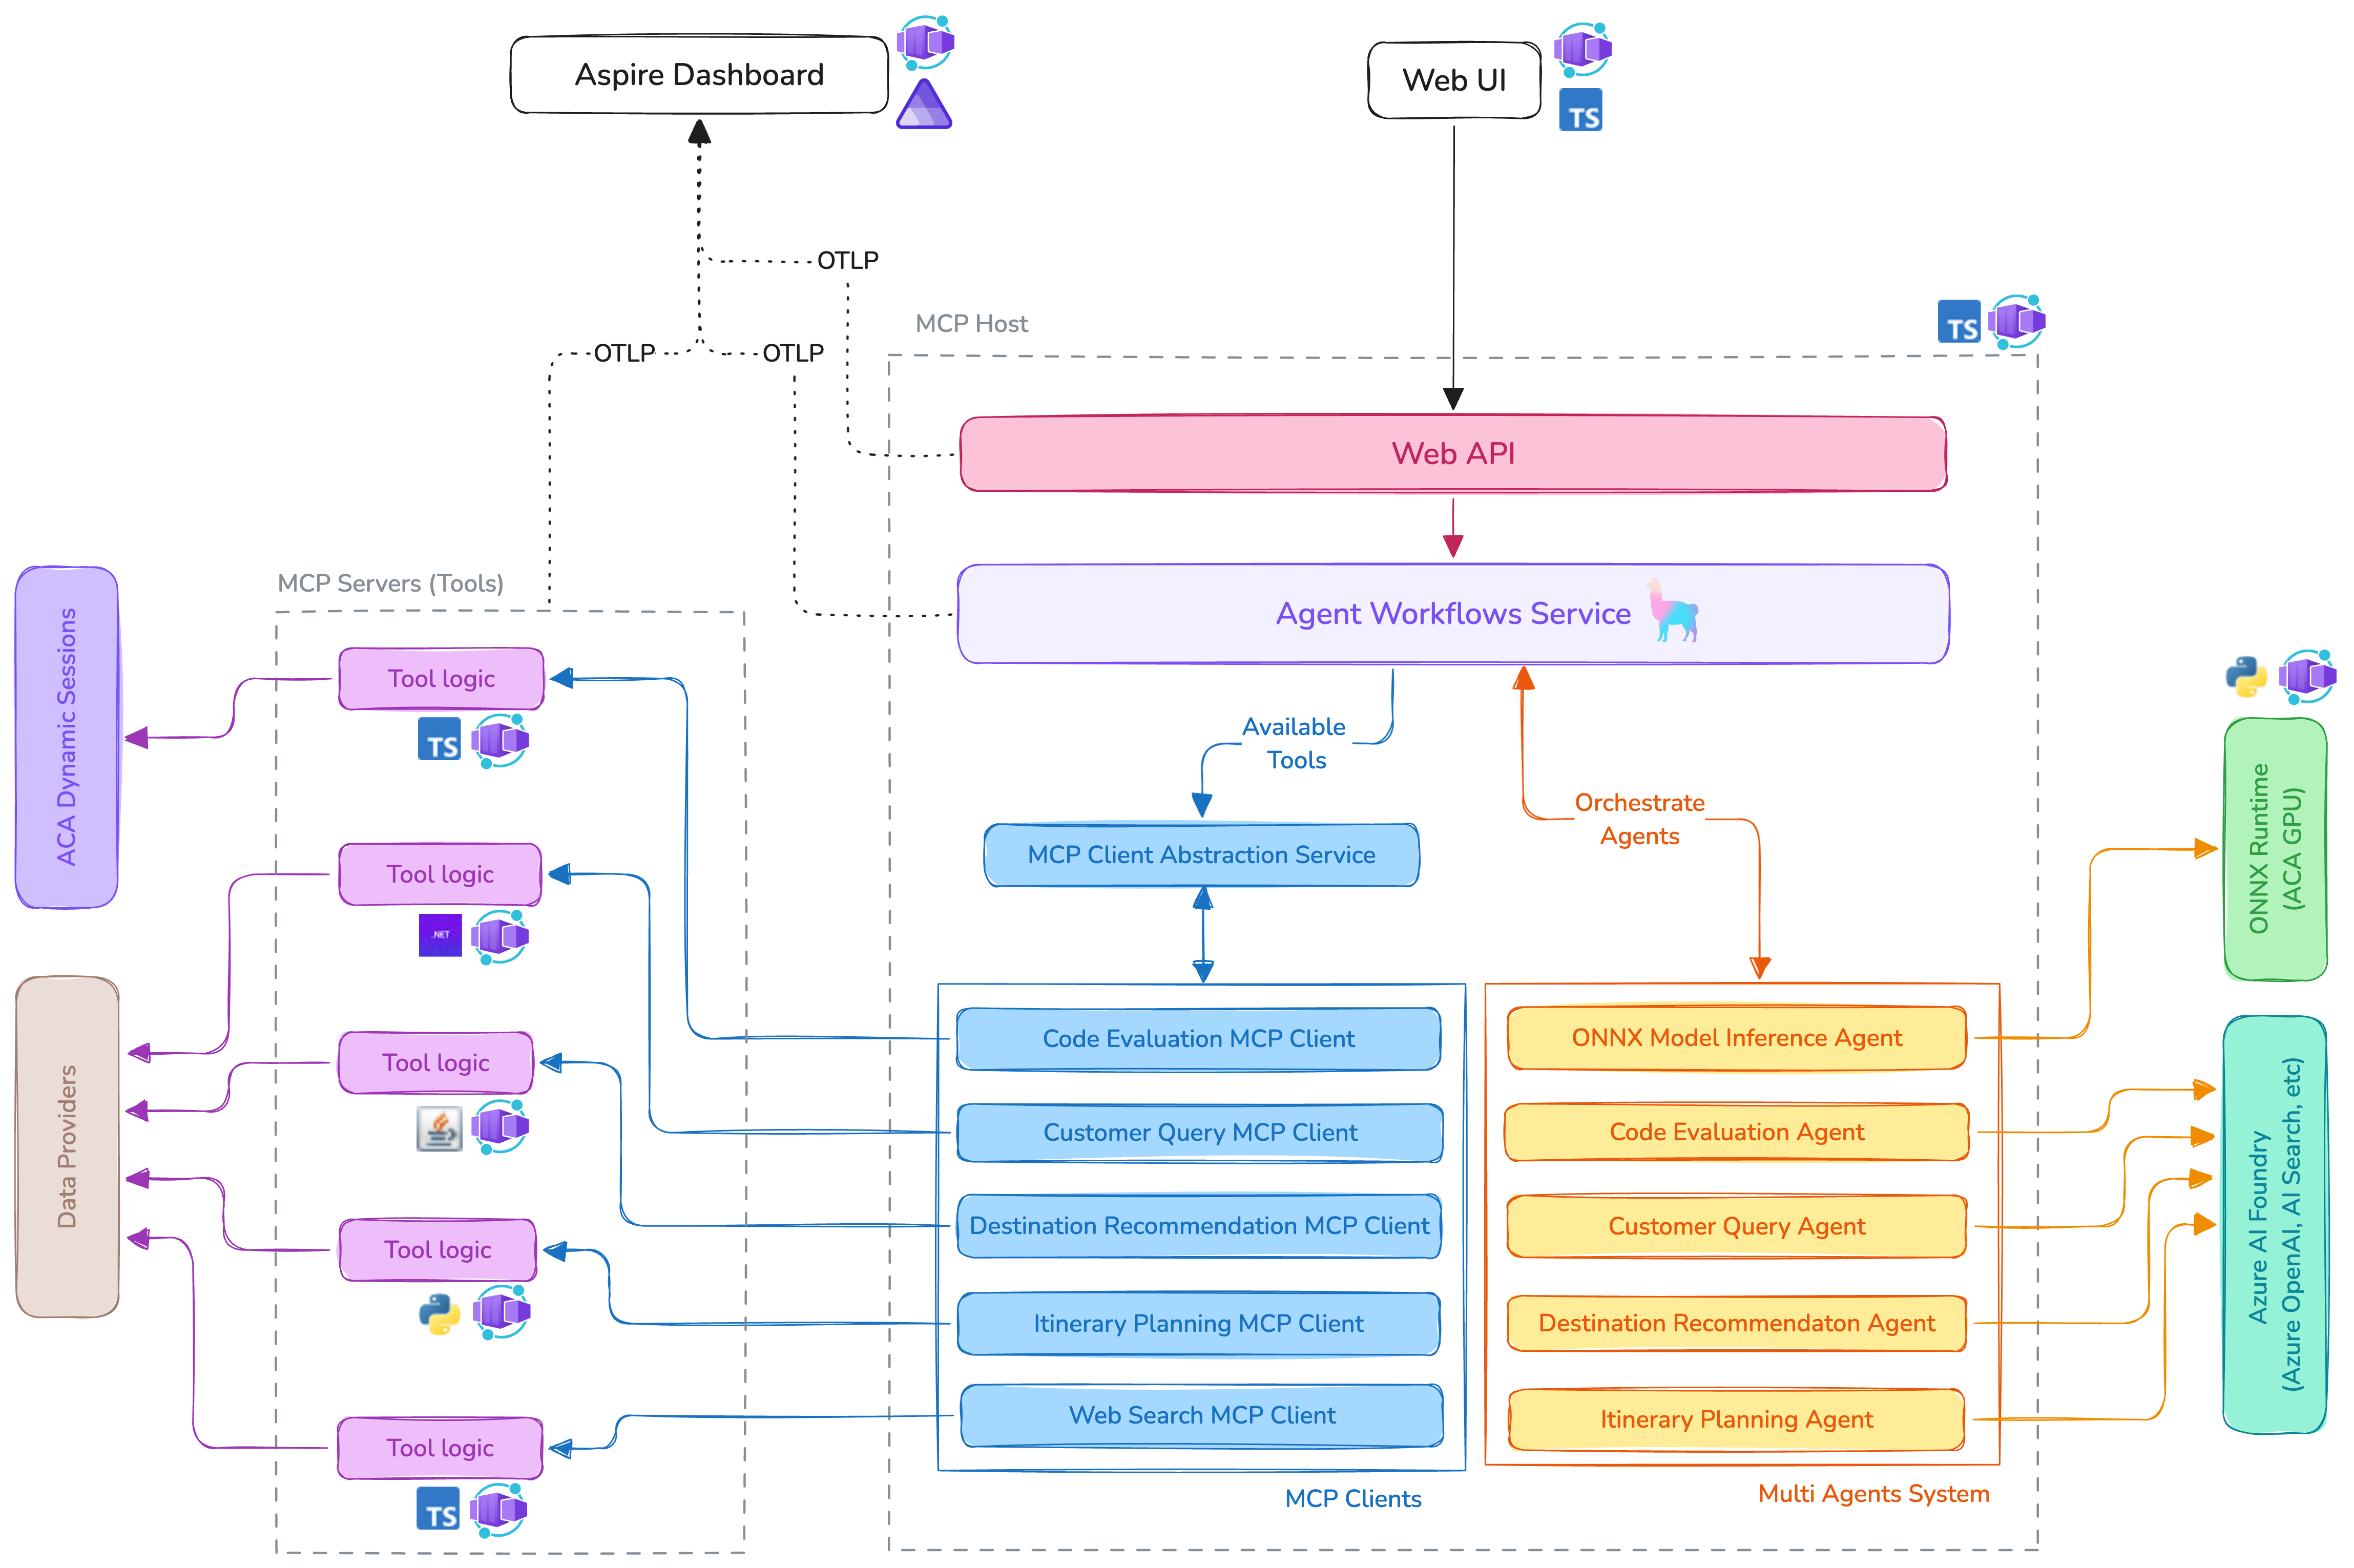 Aspire Dashboard
Web UI
TS
OTLP
OTLP
OTLP
MCP Host
TS
Web API
Agent Workflows Service
MCP Servers (Tools)
ACA Dynamic Sessions
Data Providers
Tool logic
TS
Tool logic
.NET
Tool logic
Tool logic
Tool logic
TS
Available
Tools
Orchestrate
Agents
MCP Client Abstraction Service
Code Evaluation MCP Client
Customer Query MCP Client
Destination Recommendation MCP Client
Itinerary Planning MCP Client
Web Search MCP Client
MCP Clients
ONNX Model Inference Agent
Code Evaluation Agent
Customer Query Agent
Destination Recommendaton Agent
Itinerary Planning Agent
Multi Agents System
ONNX Runtime
(ACA GPU)
Azure AI Foundry
(Azure OpenAI, AI Search, etc)